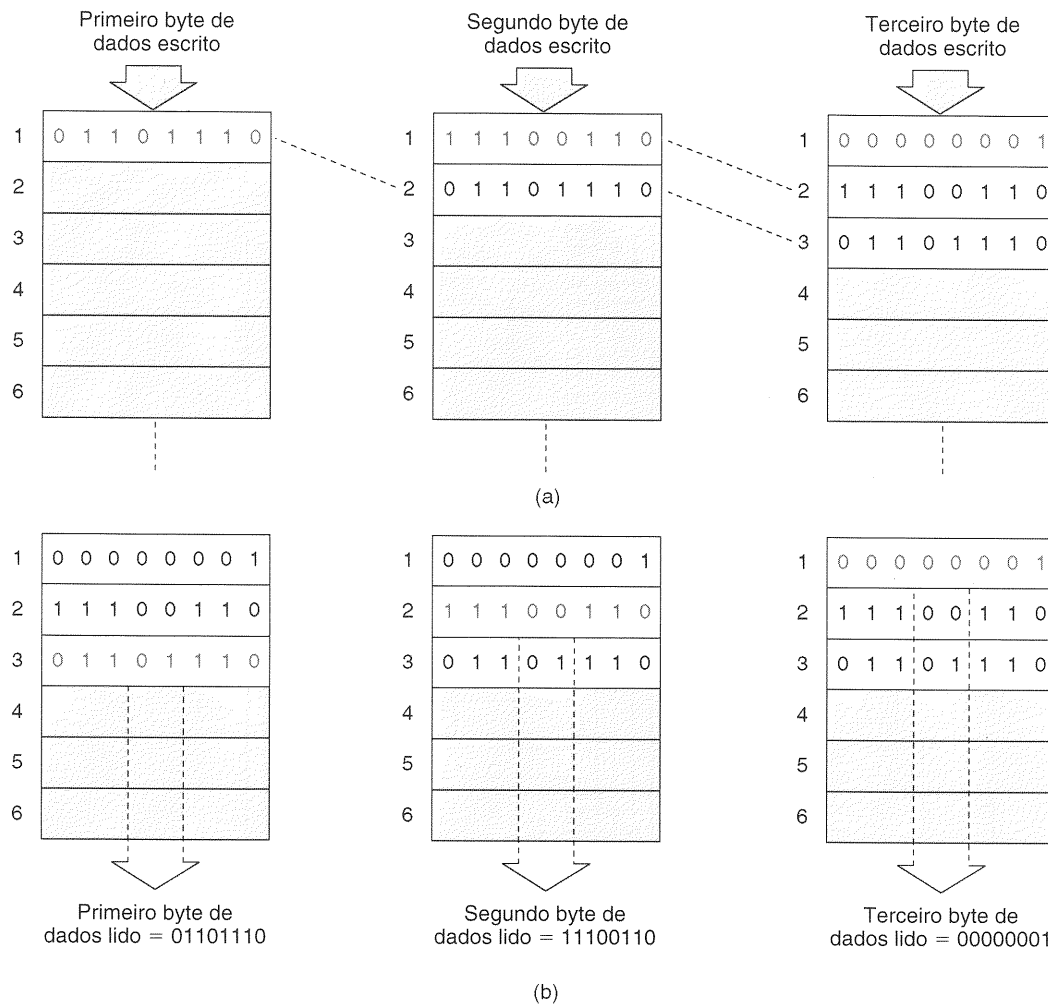 Primeiro byte de
dados escrito
Segundo byte de
dados escrito
Terceiro byte de
dados escrito
1 0 1 1 0 1 1 1 0
2
3
4
5
6
1 1 1 1 0 0 1 1 0
2 0 1 1 0 1 1 1 0
3
4
5
6
1 0 0 0 0 0 0 0 1
2 1 1 1 0 0 1 1 0
3 0 1 1 0 1 1 1 0
4
5
6
(a)
1 0 0 0 0 0 0 0 1
2 1 1 1 0 0 1 1 0
3 0 1 1 0 1 1 1 0
4
5
6
Primeiro byte de
dados lido = 01101110
1 0 0 0 0 0 0 0 1
2 1 1 1 0 0 1 1 0
3 0 1 1 0 1 1 1 0
4
5
6
Segundo byte de
dados lido = 11100110
1 0 0 0 0 0 0 0 1
2 1 1 1 0 0 1 1 0
3 0 1 1 0 1 1 1 0
4
5
6
Terceiro byte de
dados lido = 00000001
(b)